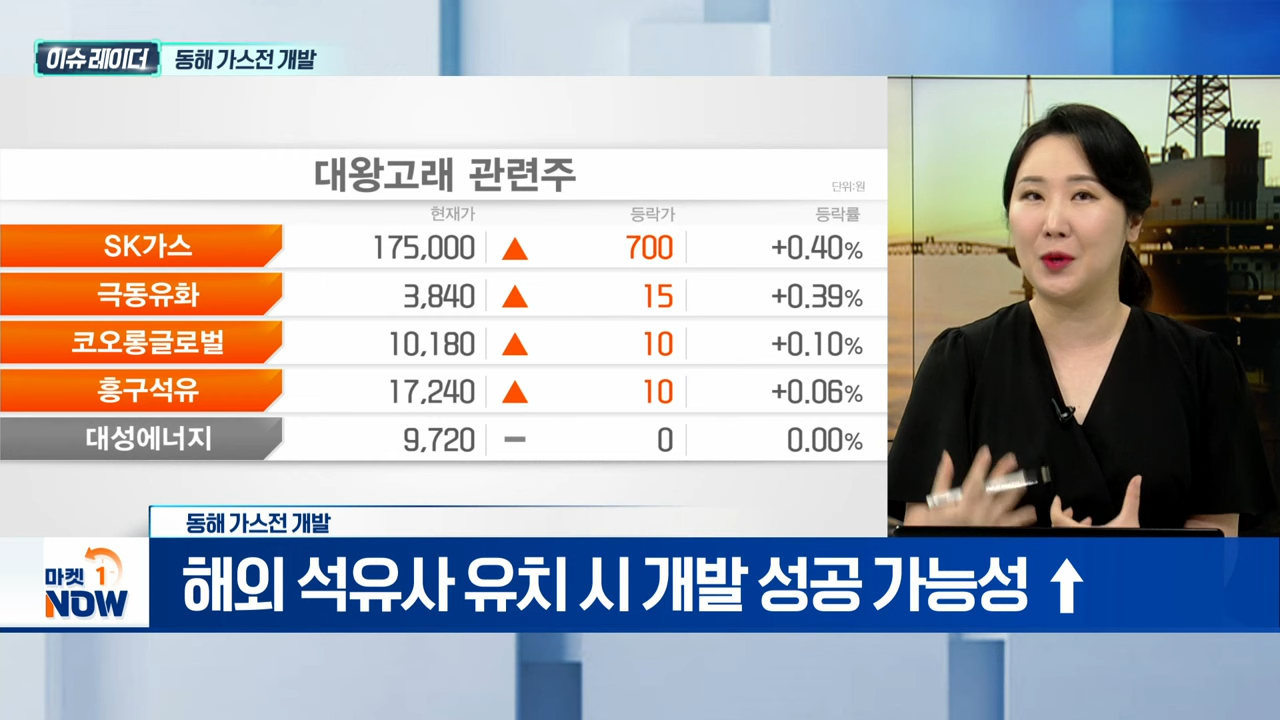 이슈 레이더 동해 가스전 개발
대왕고래 관련주
단위:원
현재가 등락가 등락률
SK가스 175,000 ▲ 700 +0.40%
극동유화 3,840 ▲ 15 +0.39%
코오롱글로벌 10,180 ▲ 10 +0.10%
흥구석유 17,240 ▲ 10 +0.06%
대성에너지 9,720 − 0 0.00%
동해 가스전 개발
마켓 1
NOW
해외 석유사 유치 시 개발 성공 가능성 ↑